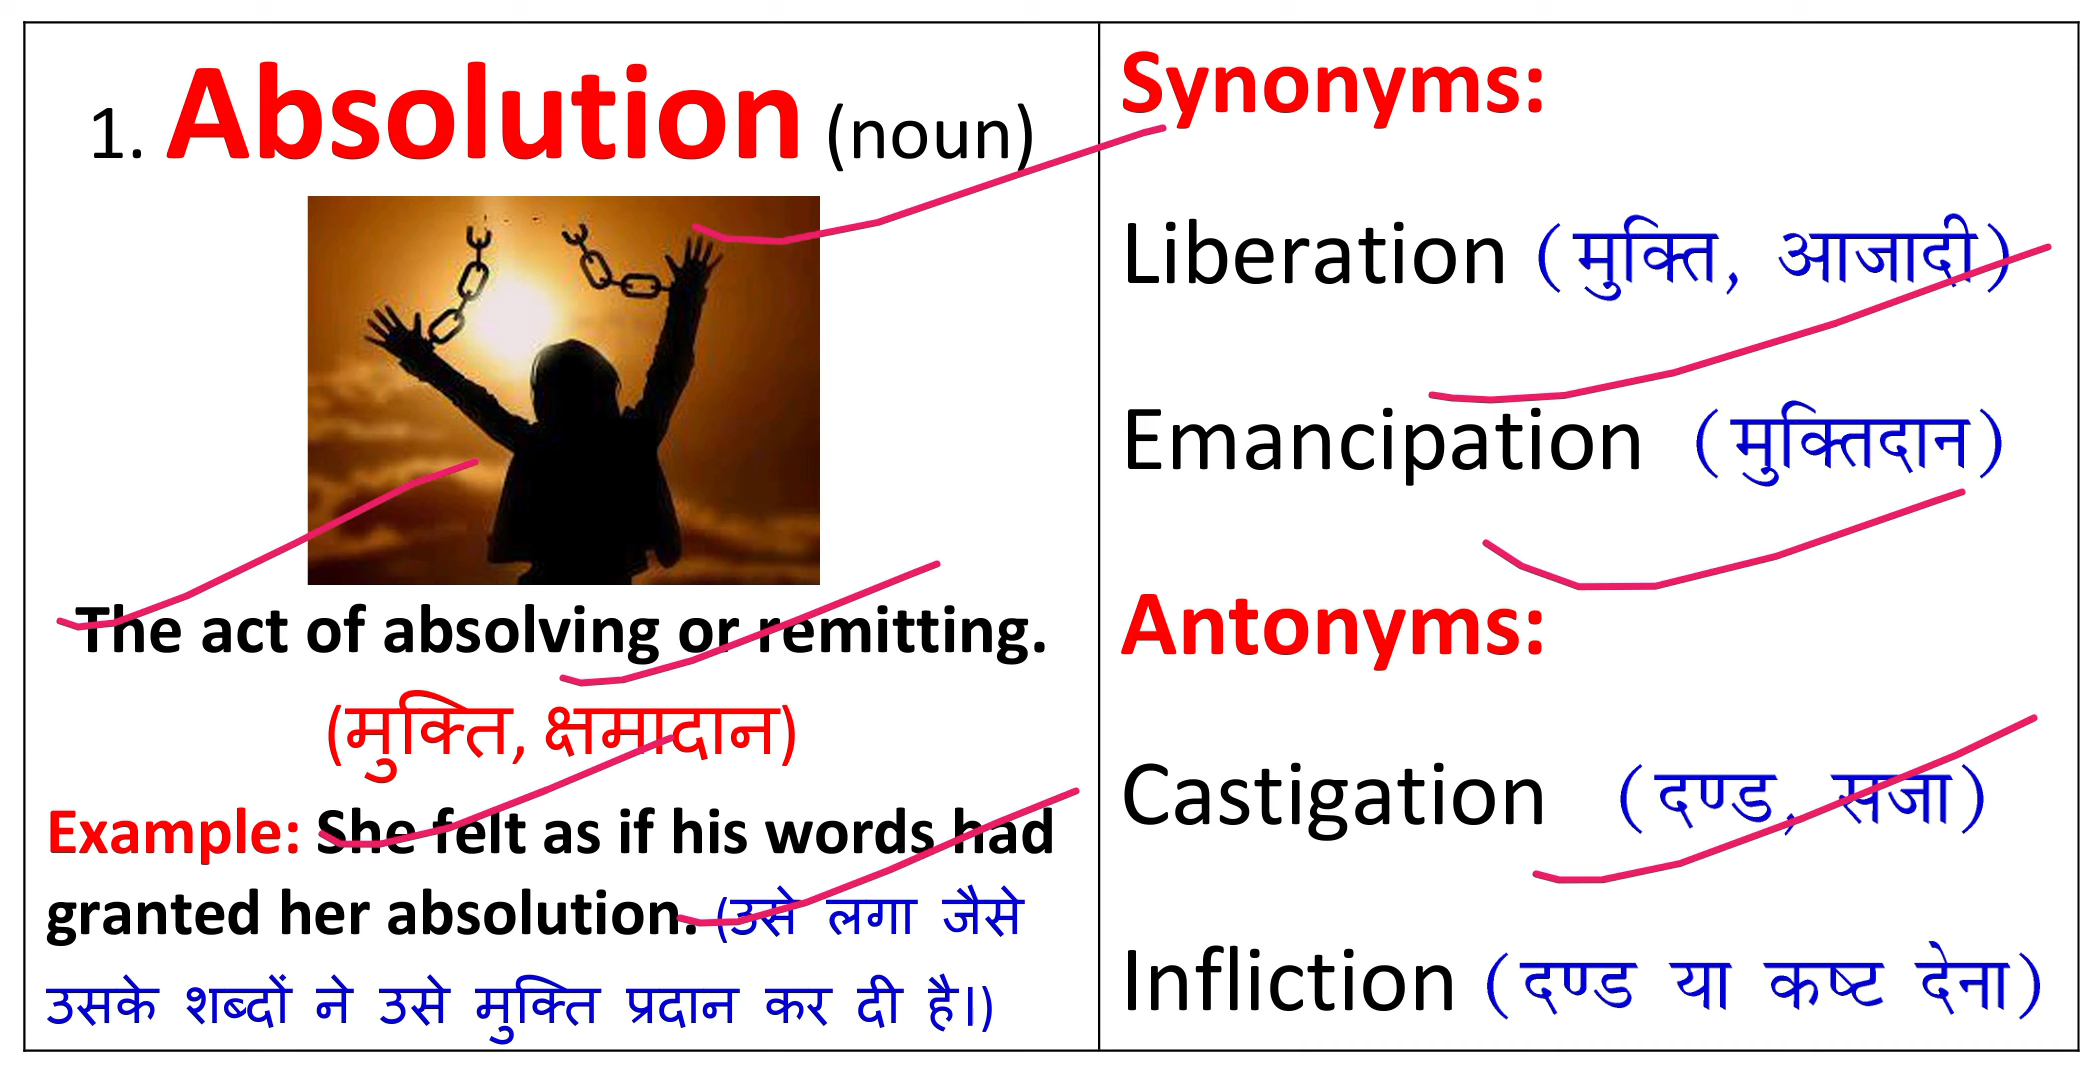 1. Absolution (noun)
The act of absolving or remitting.
(मुक्ति, क्षमादान)
Example: She felt as if his words had
granted her absolution. (उसे लगा जैसे
उसके शब्दों ने उसे मुक्ति प्रदान कर दी है।)
Synonyms:
Liberation (मुक्ति, आजादी)
Emancipation (मुक्तिदान)
Antonyms:
Castigation (दण्ड, सजा)
Infliction (दण्ड या कष्ट देना)